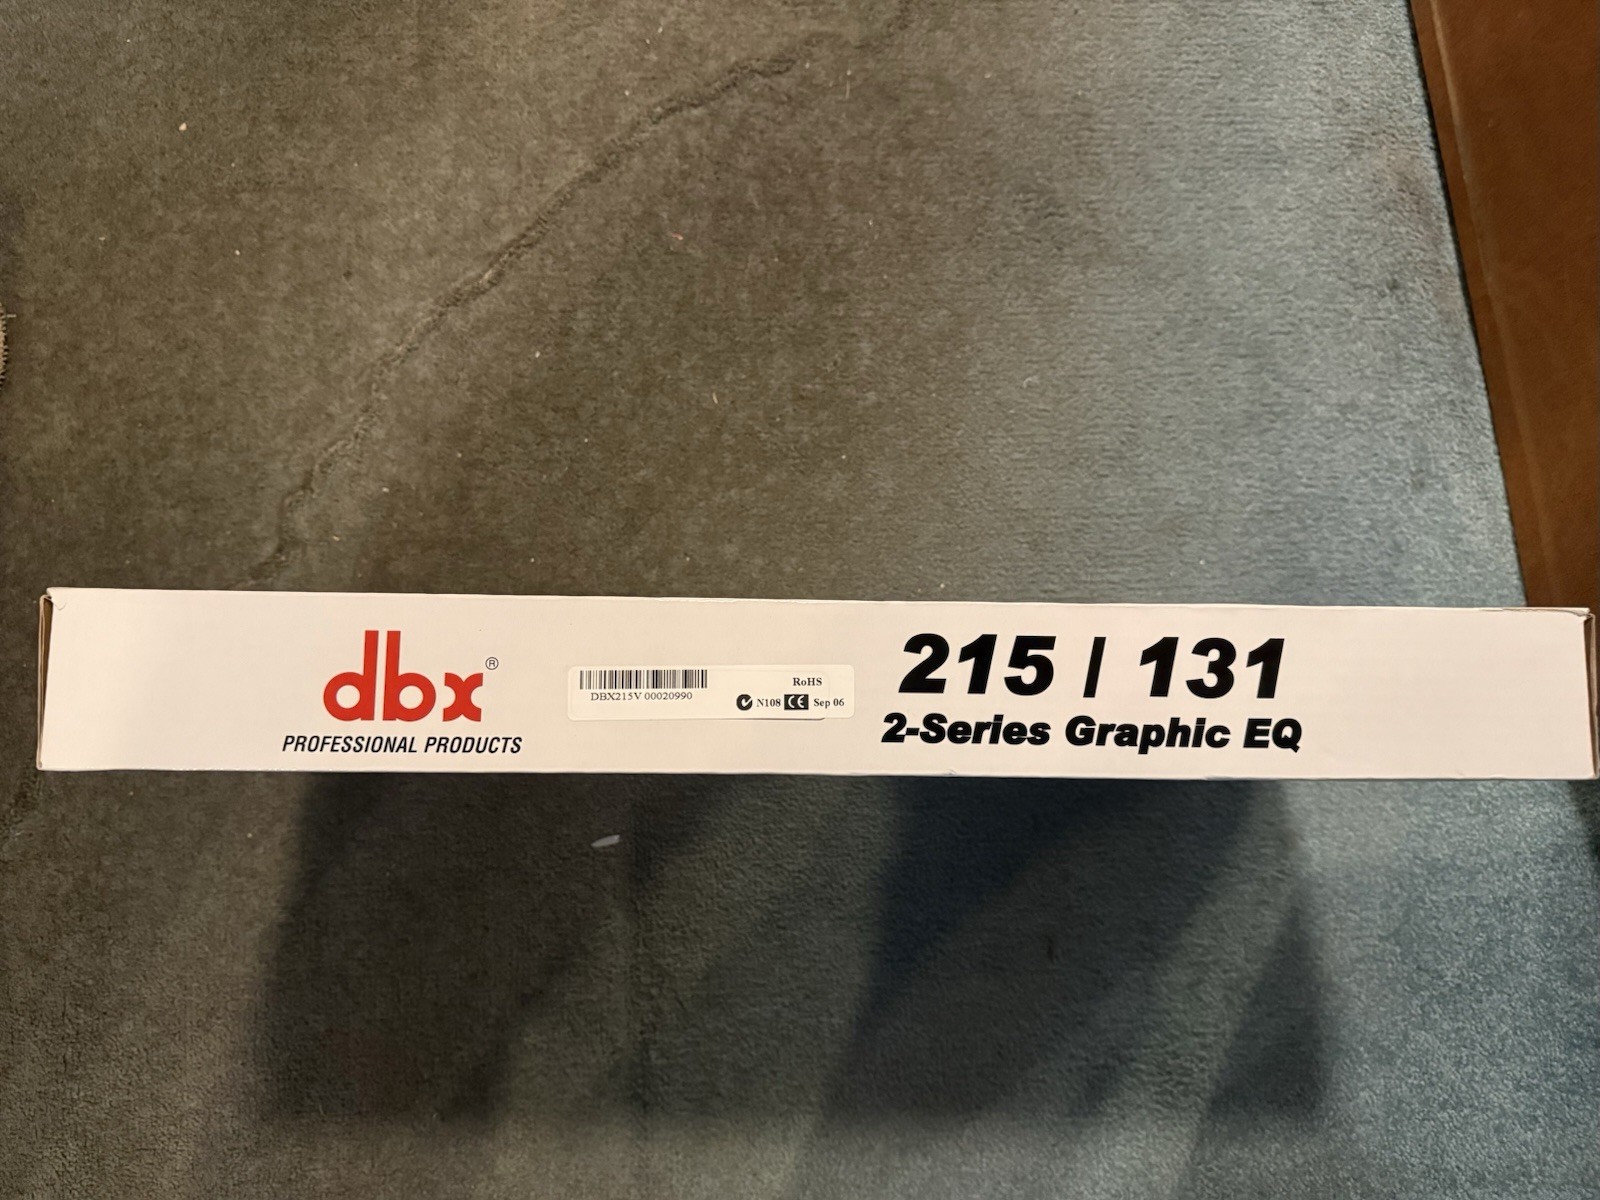 dbx®
PROFESSIONAL PRODUCTS
DBX215V 00020990
RoHS
N108 CE Sep 06
215 / 131
2-Series Graphic EQ